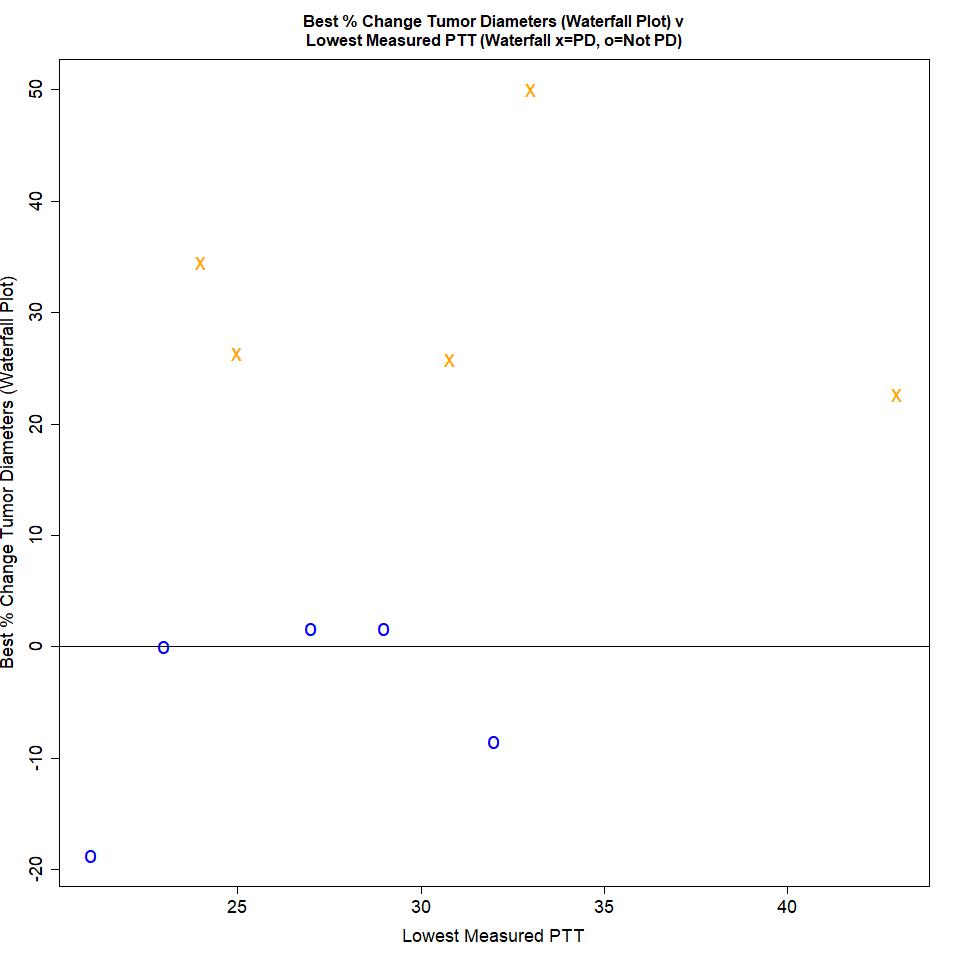 Best % Change Tumor Diameters (Waterfall Plot) v
Lowest Measured PTT (Waterfall x=PD, o=Not PD)
Best % Change Tumor Diameters (Waterfall Plot)
50
40
30
20
10
0
-10
-20
X
X
X
X
X
O
O
O
O
O
25
30
35
40
Lowest Measured PTT